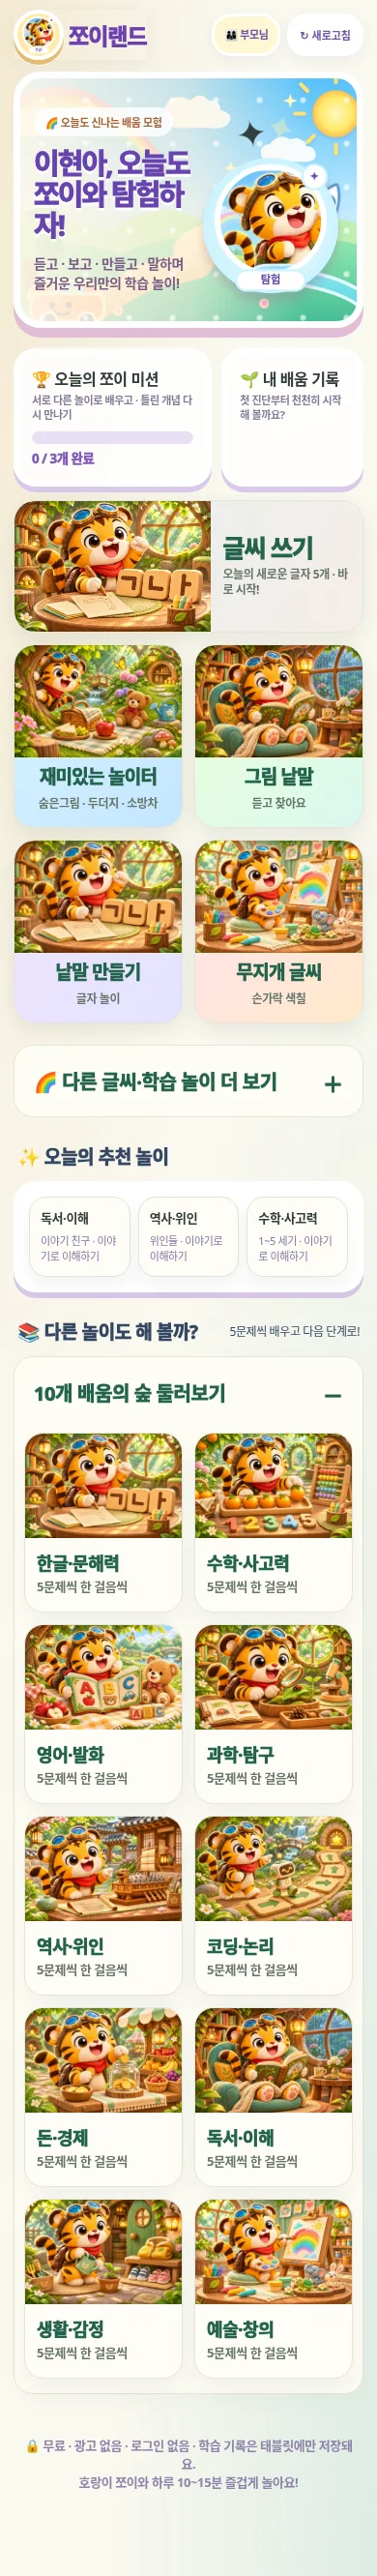 쪼이랜드
👪 부모님
↻ 새로고침
🌈 오늘도 신나는 배움 모험
이현아, 오늘도
쪼이와 탐험하
자!
듣고 · 보고 · 만들고 · 말하며
즐거운 우리만의 학습 놀이!
탐험
🏆 오늘의 쪼이 미션
서로 다른 놀이로 배우고 · 틀린 개념 다
시 만나기
0 / 3개 완료
🌱 내 배움 기록
첫 진단부터 천천히 시작
해 볼까요?
글씨 쓰기
오늘의 새로운 글자 5개 · 바
로 시작!
재미있는 놀이터
숨은그림 · 두더지 · 소방차
그림 낱말
듣고 찾아요
낱말 만들기
글자 놀이
무지개 글씨
손가락 색칠
🌈 다른 글씨·학습 놀이 더 보기
+
✨ 오늘의 추천 놀이
독서·이해
이야기 친구 · 이야
기로 이해하기
역사·위인
위인들 · 이야기로
이해하기
수학·사고력
1~5 세기 · 이야기
로 이해하기
📚 다른 놀이도 해 볼까?
5문제씩 배우고 다음 단계로!
10개 배움의 숲 둘러보기
−
한글·문해력
5문제씩 한 걸음씩
수학·사고력
5문제씩 한 걸음씩
영어·발화
5문제씩 한 걸음씩
과학·탐구
5문제씩 한 걸음씩
역사·위인
5문제씩 한 걸음씩
코딩·논리
5문제씩 한 걸음씩
돈·경제
5문제씩 한 걸음씩
독서·이해
5문제씩 한 걸음씩
생활·감정
5문제씩 한 걸음씩
예술·창의
5문제씩 한 걸음씩
🔒 무료 · 광고 없음 · 로그인 없음 · 학습 기록은 태블릿에만 저장돼
요.
호랑이 쪼이와 하루 10~15분 즐겁게 놀아요!